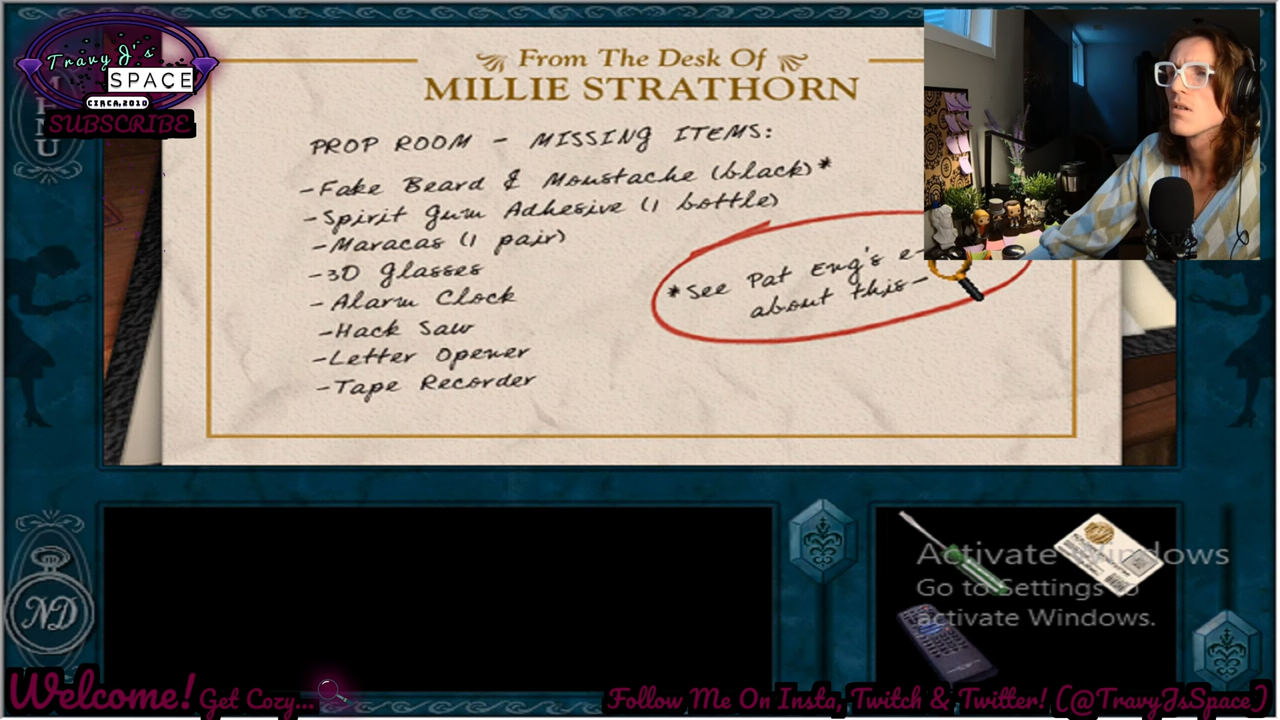 Travy J's
SPACE
CIRCA.2010
SUBSCRIBE
MENU
From The Desk Of
MILLIE STRATHORN
PROP ROOM - MISSING ITEMS:
-Fake Beard & Moustache (black)*
-Spirit Gum Adhesive (1 bottle)
-Maracas (1 pair)
-3D Glasses
-Alarm Clock
-Hack Saw
-Letter Opener
-Tape Recorder
*See Pat Eng's e-
about this-
ND
Activate Windows
Go to Settings to
activate Windows.
Welcome! Get Cozy...
Follow Me On Insta, Twitch & Twitter! (@TravyJsSpace)